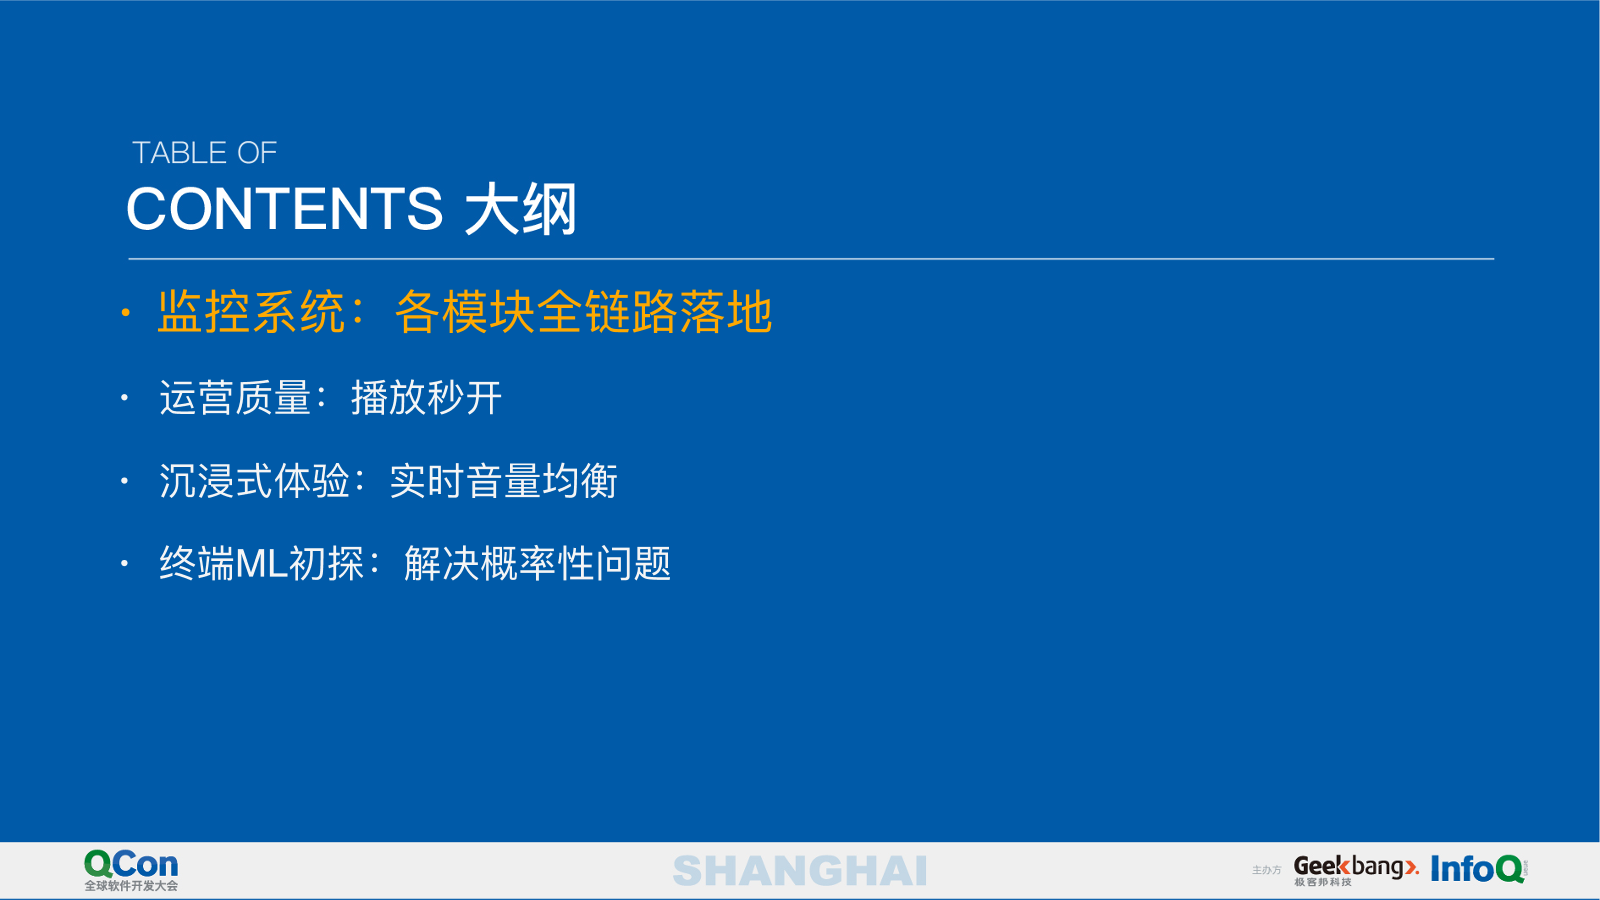 TABLE OF
CONTENTS 大纲
• 监控系统：各模块全链路落地
• 运营质量：播放秒开
• 沉浸式体验：实时音量均衡
• 终端ML初探：解决概率性问题
QCon
全球软件开发大会
SHANGHAI
主办方
Geekbang>.
极客邦科技
InfoQ